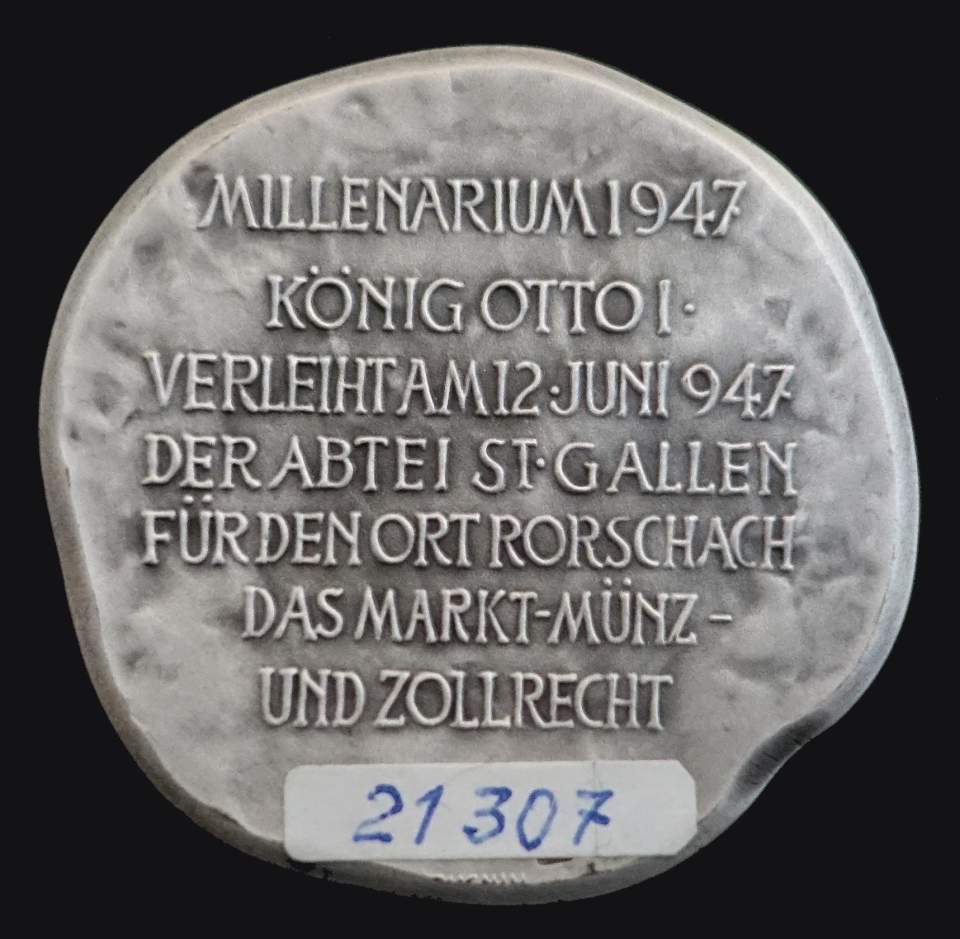 MILLENARIUM 1947
KÖNIG OTTO I·
VERLEIHT AM 12·JUNI 947
DER ABTEI ST·GALLEN
FÜR DEN ORT RORSCHACH
DAS MARKT-MÜNZ-
UND ZOLLRECHT
21307